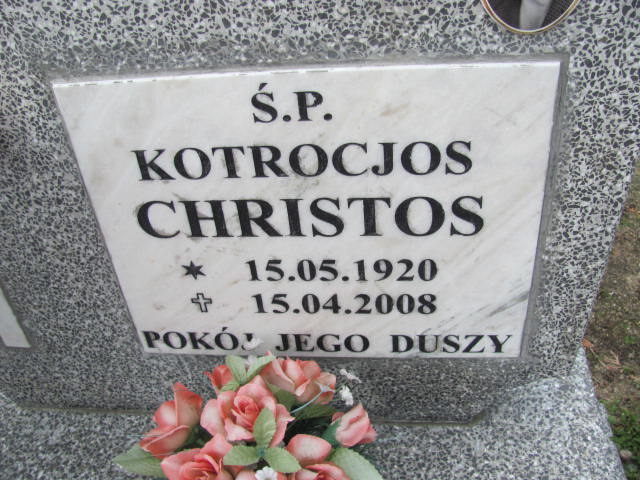 Ś.P.
KOTROCJOS
CHRISTOS
15.05.1920
15.04.2008
POKÓJ JEGO DUSZY